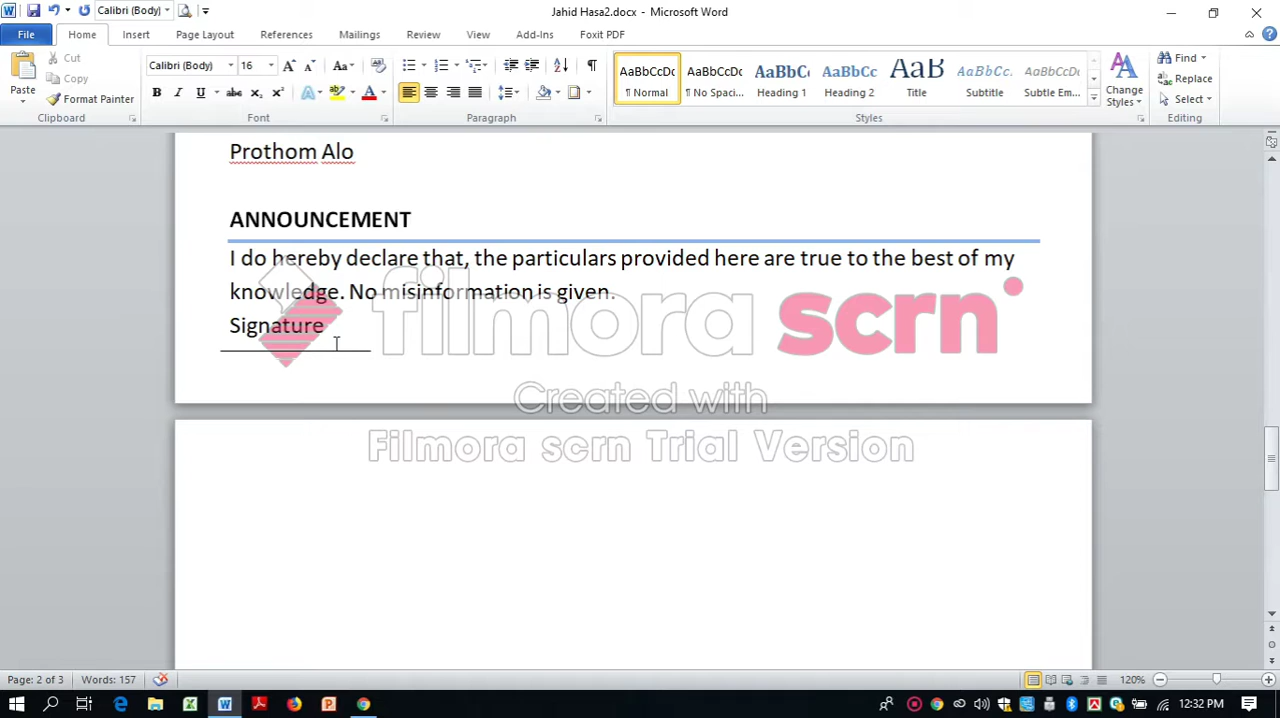 Calibri (Body)
Jahid Hasa2.docx - Microsoft Word
File Home Insert Page Layout References Mailings Review View Add-Ins Foxit PDF
Paste
Cut
Copy
Format Painter
Clipboard
Calibri (Body) 16
Font
Paragraph
AaBbCcDc AaBbCcDc AaBbCc AaBbCc AaB AaBbCc. AaBbCcDc
¶ Normal ¶ No Spaci... Heading 1 Heading 2 Title Subtitle Subtle Em...
Styles
Change
Styles
Find
Replace
Select
Editing
Prothom Alo
ANNOUNCEMENT
I do hereby declare that, the particulars provided here are true to the best of my
knowledge. No misinformation is given.
Signature
filmora scrn
Created with
Filmora scrn Trial Version
Page: 2 of 3 Words: 157
120%
12:32 PM